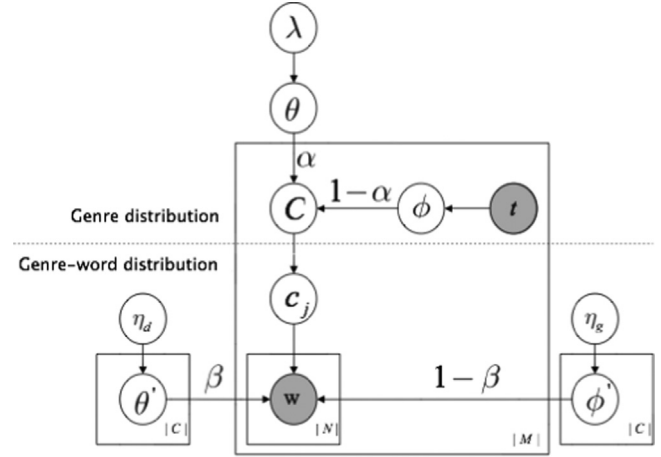 λ
θ
α
C
1−α
ϕ
t
Genre distribution
Genre-word distribution
c_j
η_d
η_g
θ'
β
w
1−β
ϕ'
|C|
|N|
|M|
|C|